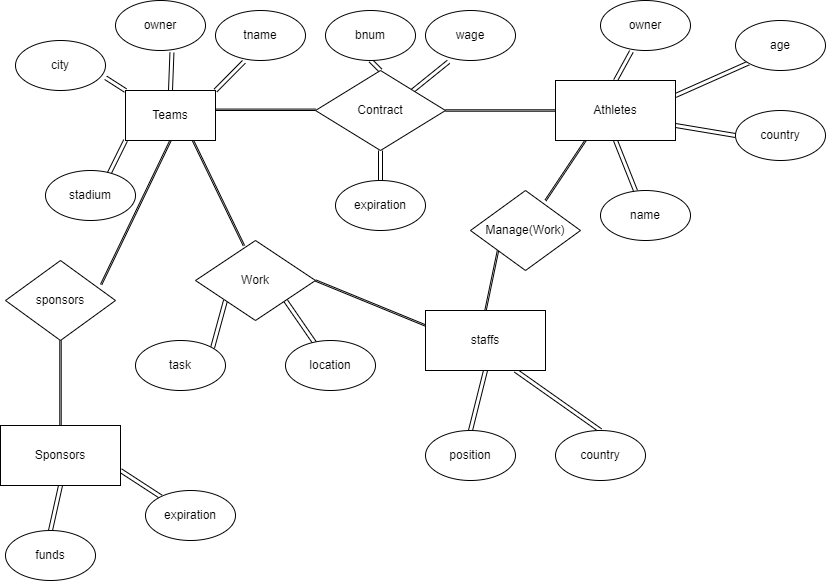 owner
tname
bnum
wage
owner
age
city
Teams
Contract
Athletes
country
stadium
expiration
name
Manage(Work)
sponsors
Work
staffs
task
location
Sponsors
position
country
expiration
funds